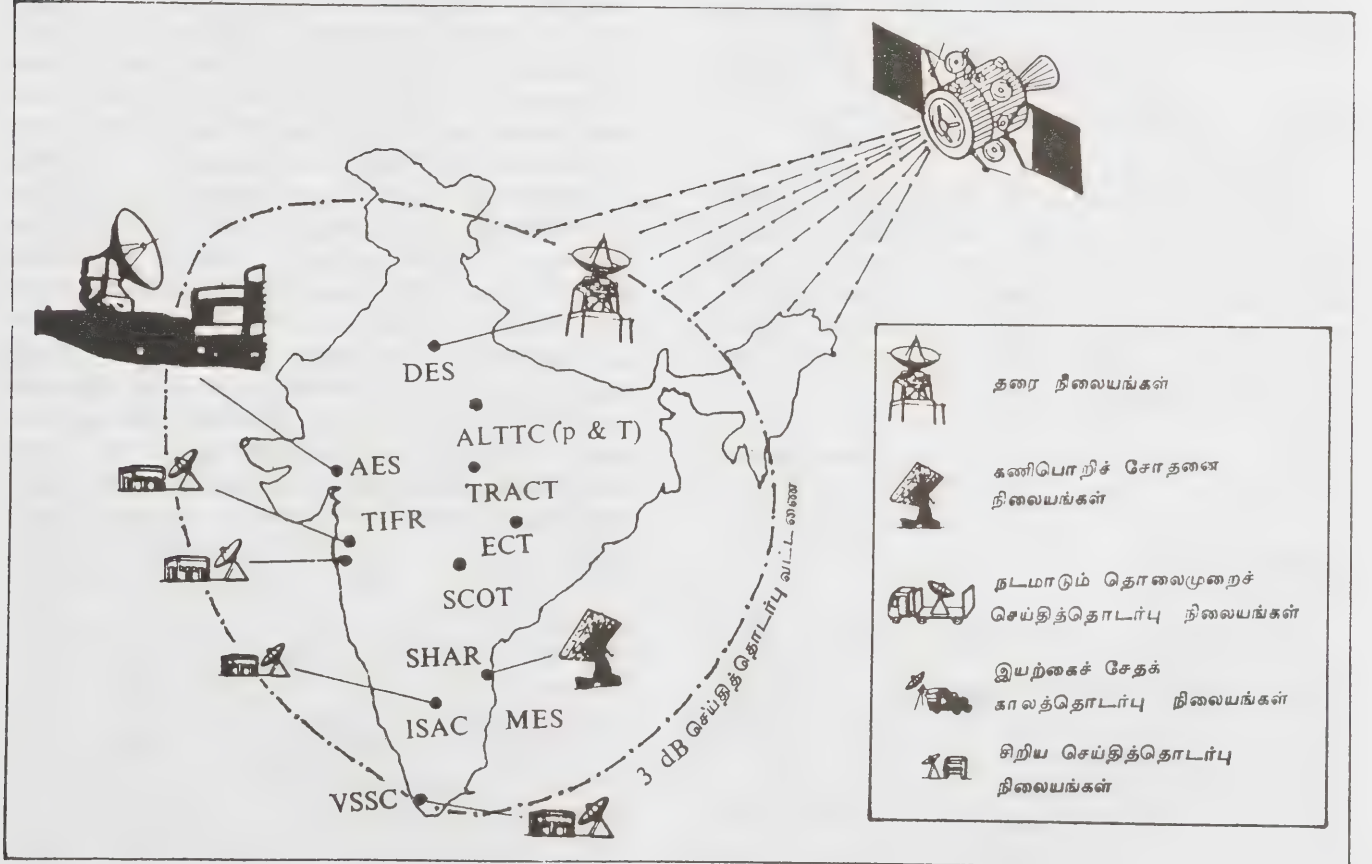 DES
ALTTC (p & T)
AES
TRACT
TIFR
ECT
SCOT
SHAR
ISAC
MES
VSSC
3 dB செய்தித்தொடர்பு வட்டணை
தரை நிலையங்கள்
கணிபொறிச் சோதனை
நிலையங்கள்
நடமாடும் தொலைமுறைச்
செய்தித்தொடர்பு நிலையங்கள்
இயற்கைச் சேதக்
காலத்தொடர்பு நிலையங்கள்
சிறிய செய்தித்தொடர்பு
நிலையங்கள்